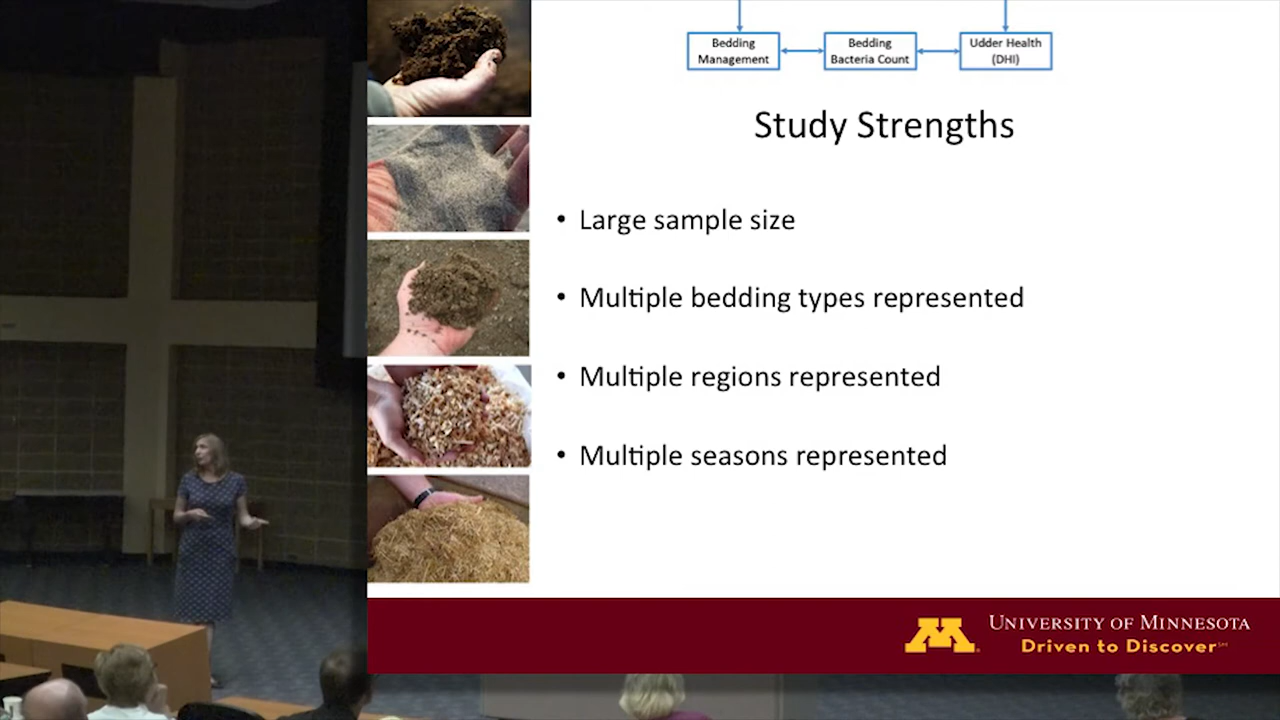 Bedding
Management
Bedding
Bacteria Count
Udder Health
(DHI)
Study Strengths
• Large sample size
• Multiple bedding types represented
• Multiple regions represented
• Multiple seasons represented
M
UNIVERSITY OF MINNESOTA
Driven to Discover℠